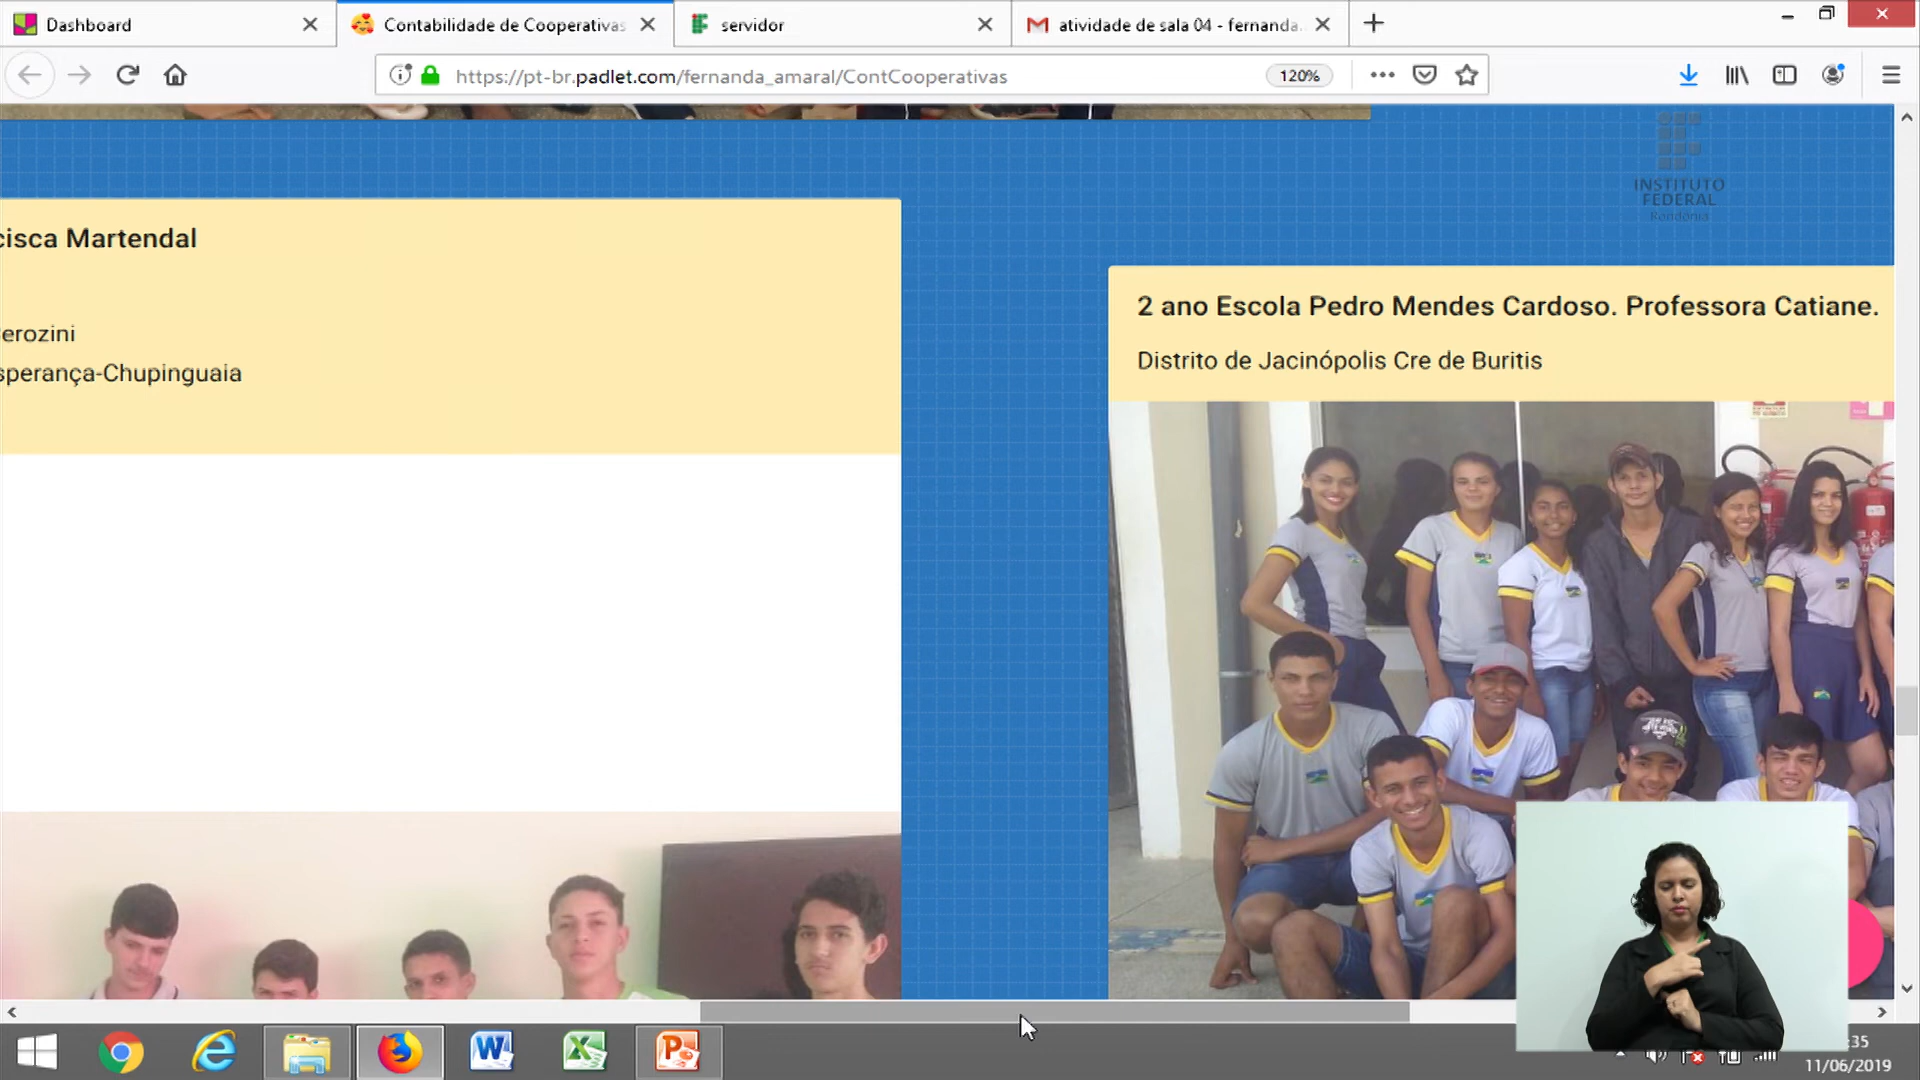 Dashboard
Contabilidade de Cooperativas
servidor
atividade de sala 04 - fernanda.
https://pt-br.padlet.com/fernanda_amaral/ContCooperativas
120%
INSTITUTO
FEDERAL
Rondônia
cisca Martendal
erozini
sperança-Chupinguaia
2 ano Escola Pedro Mendes Cardoso. Professora Catiane.
Distrito de Jacinópolis Cre de Buritis
:35
11/06/2019